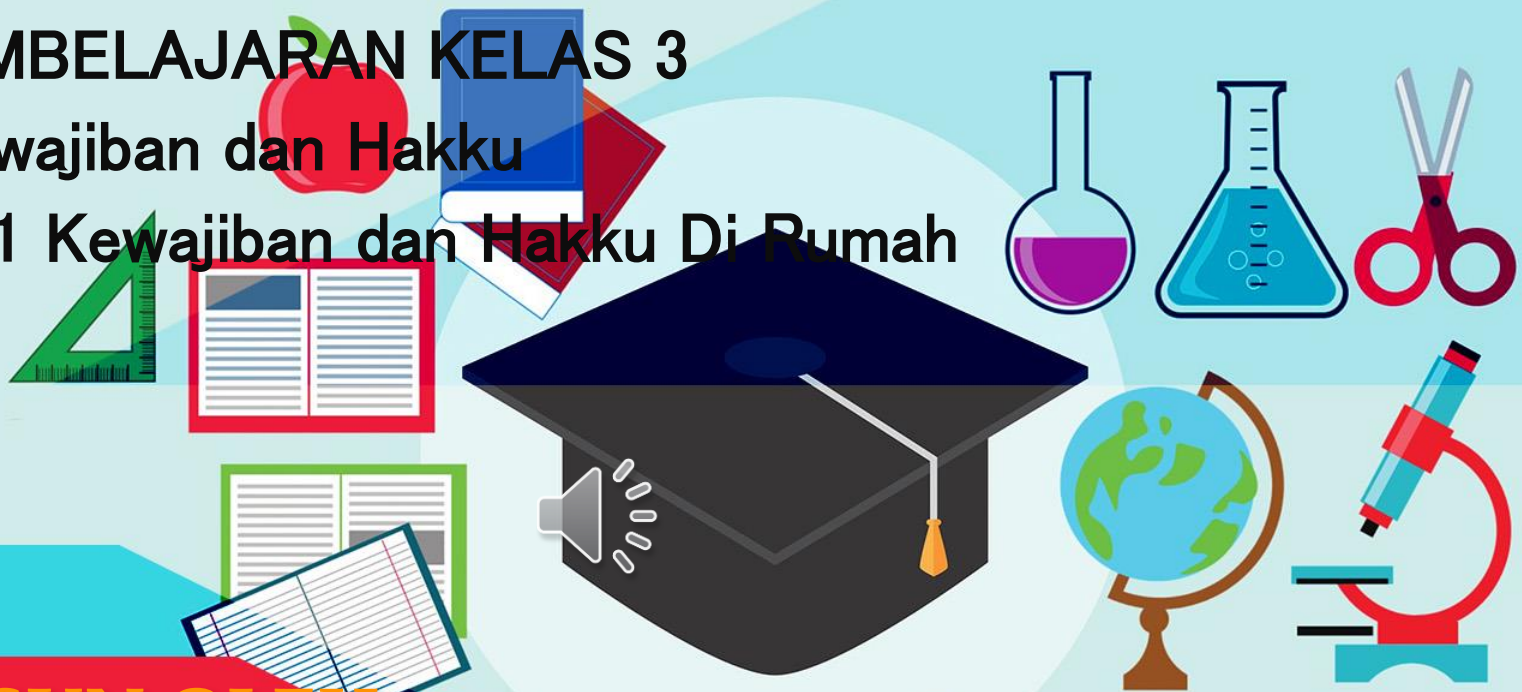 MBELAJARAN KELAS 3
wajiban dan Hakku
1 Kewajiban dan Hakku Di Rumah